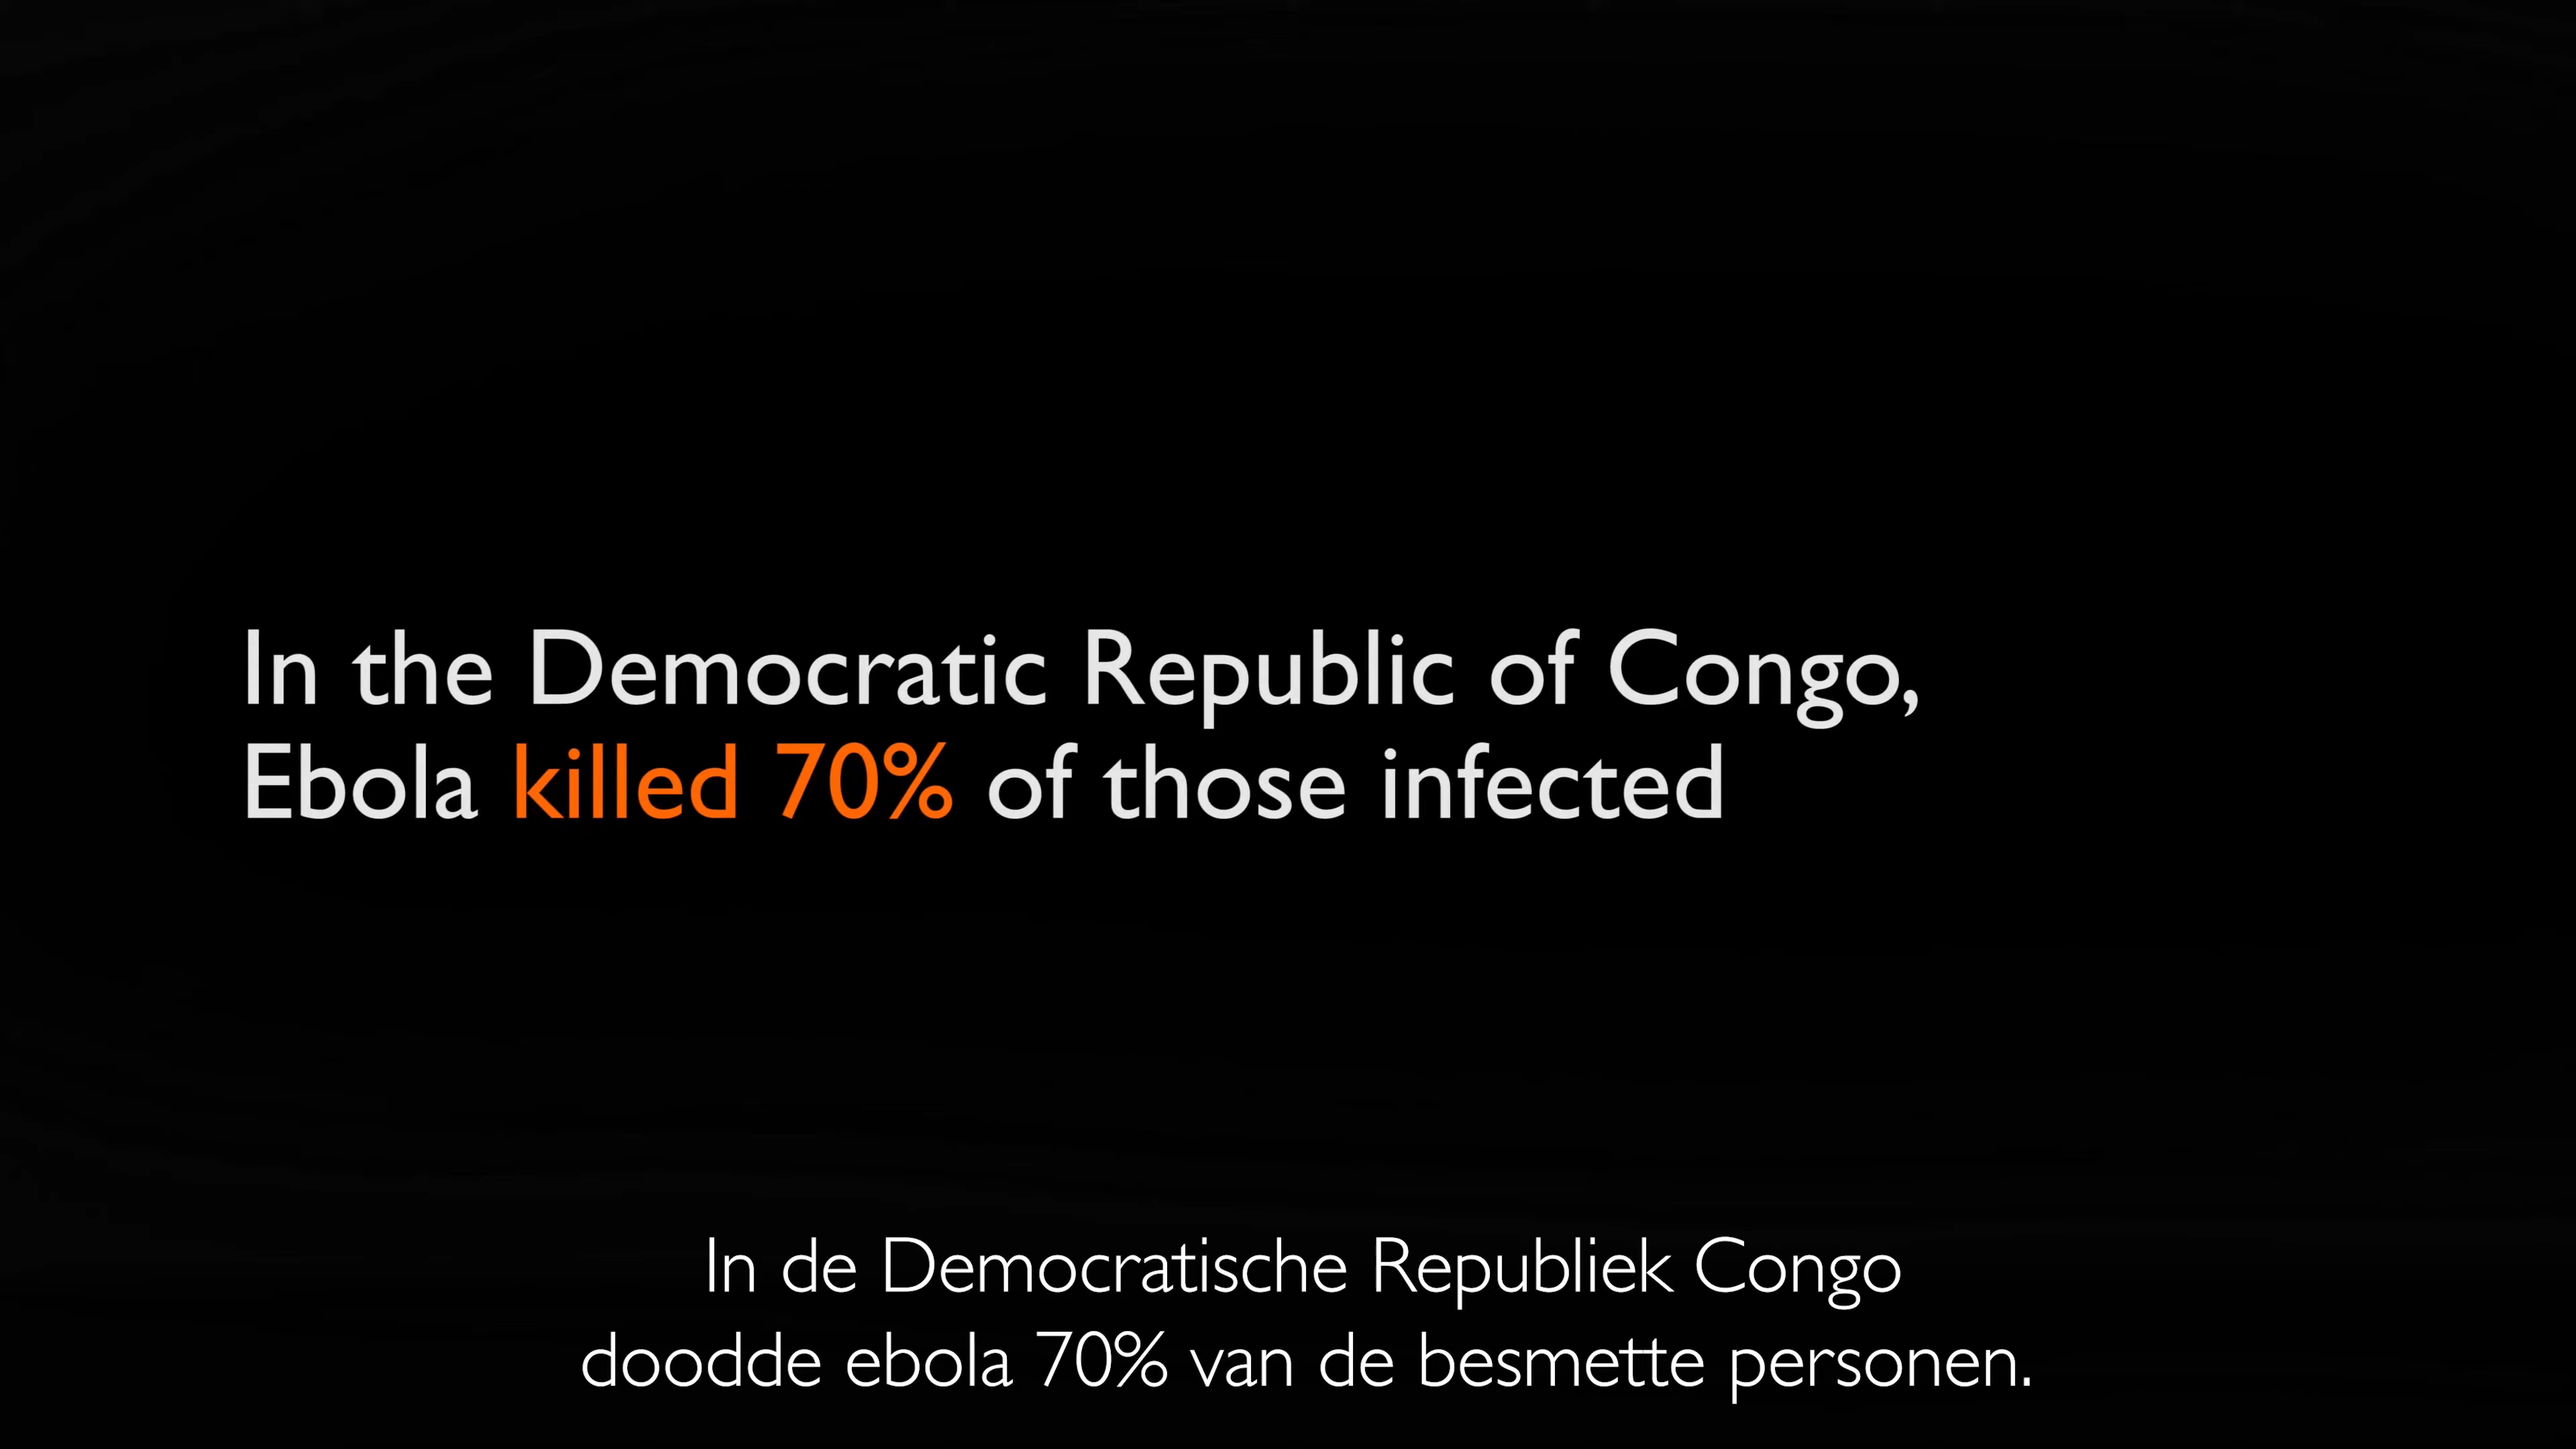 In the Democratic Republic of Congo,
Ebola killed 70% of those infected
In de Democratische Republiek Congo
doodde ebola 70% van de besmette personen.